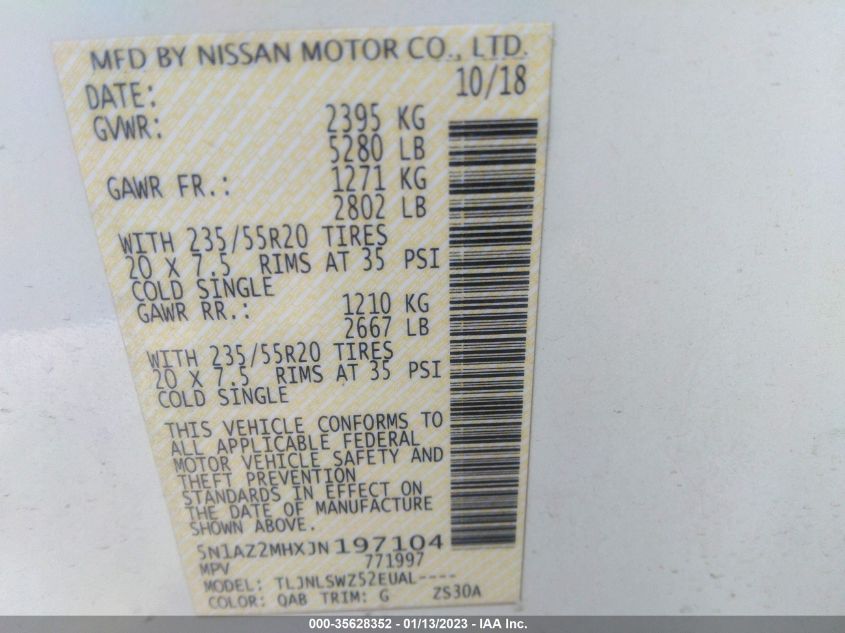 MFD BY NISSAN MOTOR CO., LTD.
DATE: 10/18
GVWR: 2395 KG
5280 LB
GAWR FR.: 1271 KG
2802 LB
WITH 235/55R20 TIRES
20 X 7.5 RIMS AT 35 PSI
COLD SINGLE
GAWR RR.: 1210 KG
2667 LB
WITH 235/55R20 TIRES
20 X 7.5 RIMS AT 35 PSI
COLD SINGLE
THIS VEHICLE CONFORMS TO
ALL APPLICABLE FEDERAL
MOTOR VEHICLE SAFETY AND
THEFT PREVENTION
STANDARDS IN EFFECT ON
THE DATE OF MANUFACTURE
SHOWN ABOVE.
5N1AZ2MHXJN197104
MPV 771997
MODEL: TLJNLSWZ52EUAL----
COLOR: QAB TRIM: G ZS30A
000-35628352 - 01/13/2023 - IAA Inc.